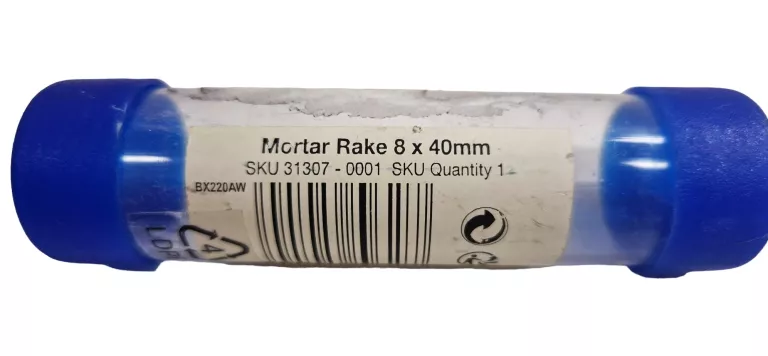 Mortar Rake 8 x 40mm
SKU 31307 - 0001 SKU Quantity 1
BX220AW
4